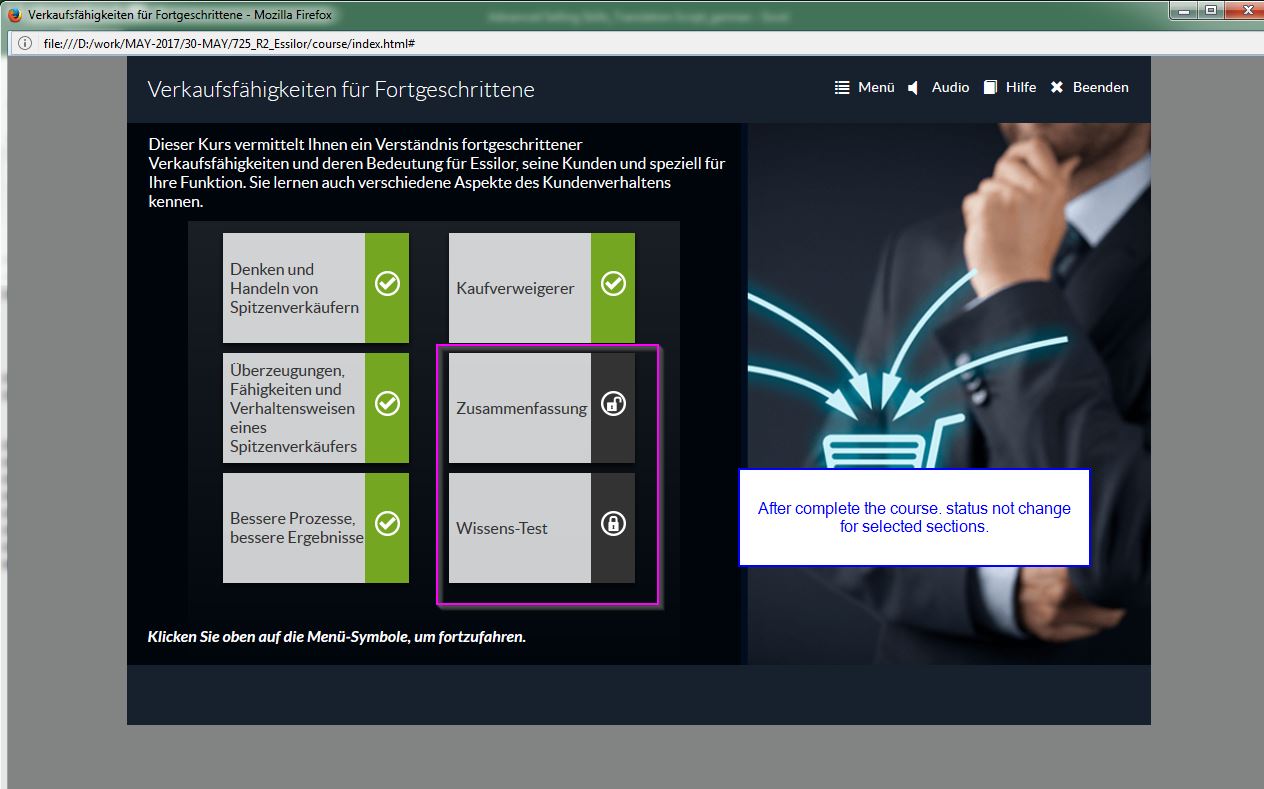 Verkaufsfähigkeiten für Fortgeschrittene - Mozilla Firefox
file:///D:/work/MAY-2017/30-MAY/725_R2_Essilor/course/index.html#
Verkaufsfähigkeiten für Fortgeschrittene
Menü Audio Hilfe Beenden
Dieser Kurs vermittelt Ihnen ein Verständnis fortgeschrittener
Verkaufsfähigkeiten und deren Bedeutung für Essilor, seine Kunden und speziell für
Ihre Funktion. Sie lernen auch verschiedene Aspekte des Kundenverhaltens
kennen.
Denken und
Handeln von
Spitzenverkäufern
Kaufverweigerer
Überzeugungen,
Fähigkeiten und
Verhaltensweisen
eines
Spitzenverkäufers
Zusammenfassung
Bessere Prozesse,
bessere Ergebnisse
Wissens-Test
After complete the course. status not change
for selected sections.
Klicken Sie oben auf die Menü-Symbole, um fortzufahren.